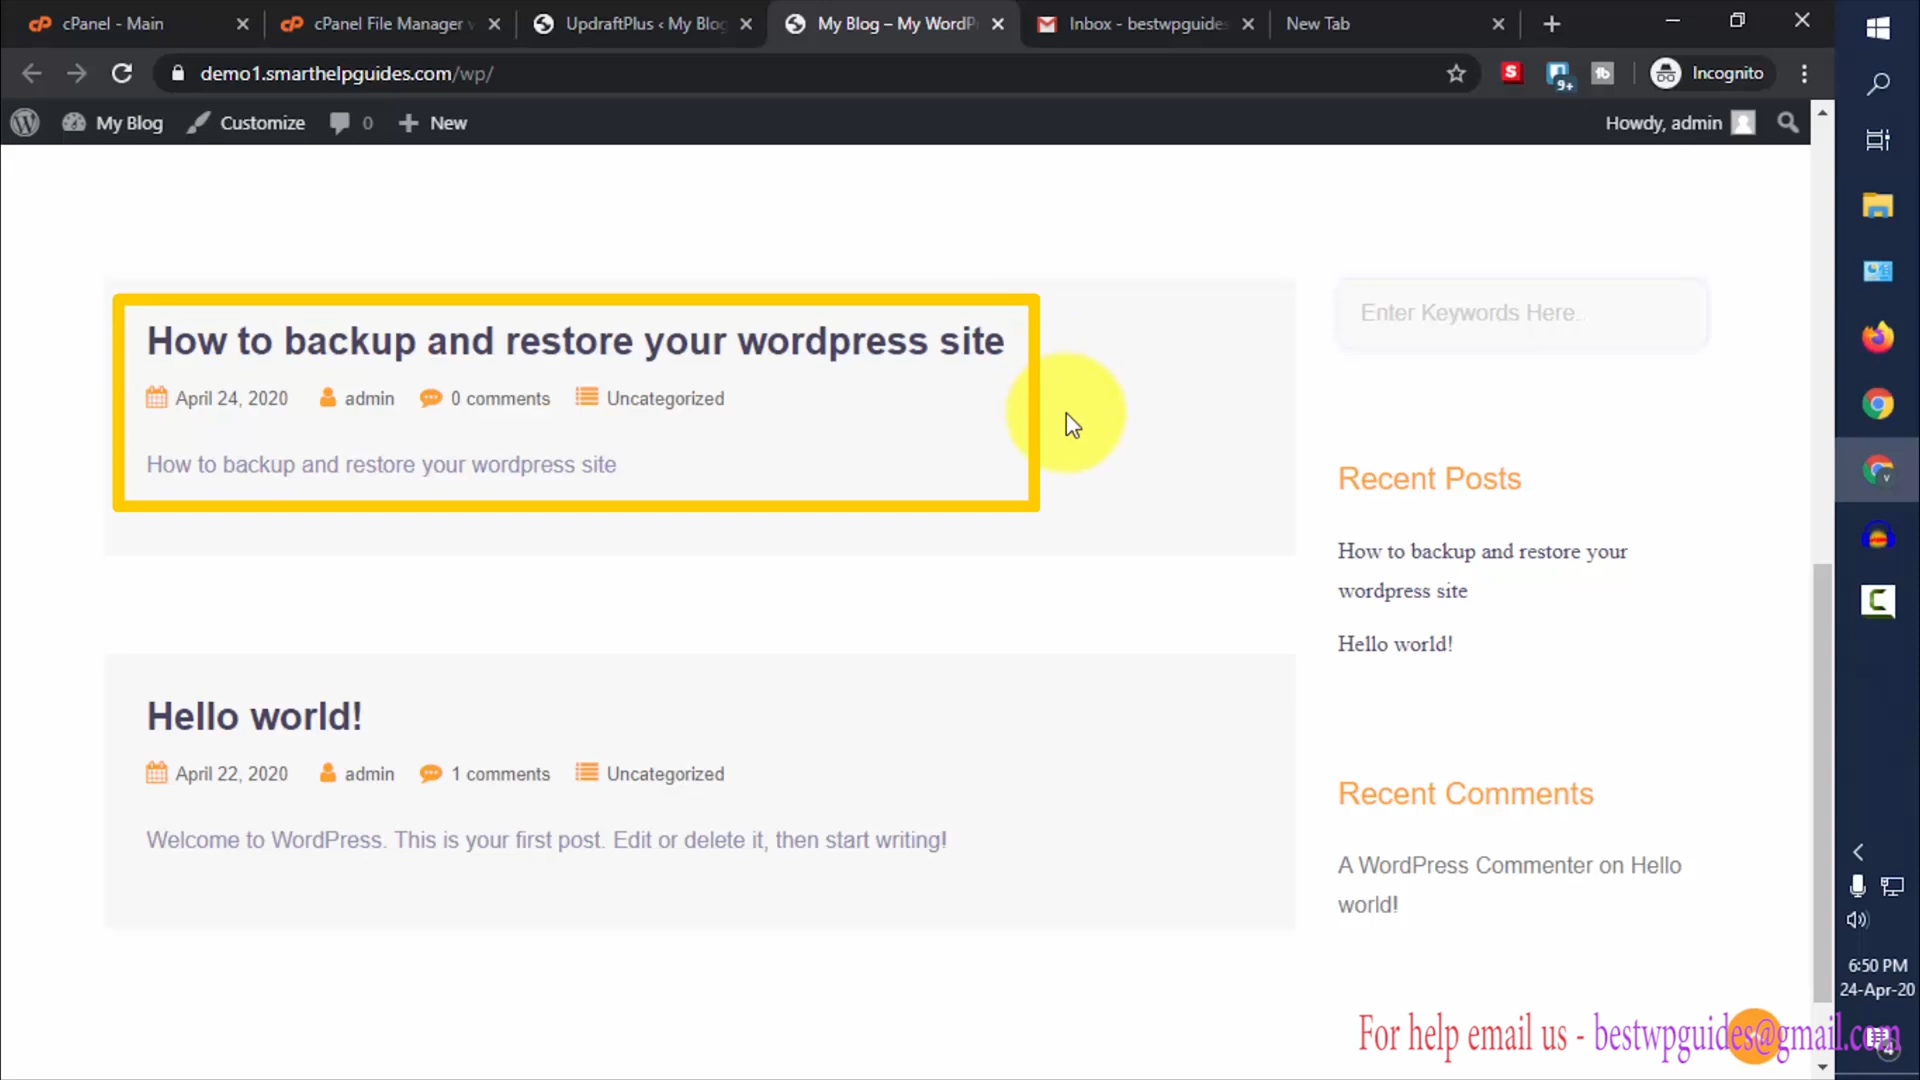 cPanel - Main
cPanel File Manager v
UpdraftPlus ‹ My Blog
My Blog – My WordP
Inbox - bestwpguides
New Tab
demo1.smarthelpguides.com/wp/
S
9+
tb
Incognito
My Blog
Customize
0
New
Howdy, admin
How to backup and restore your wordpress site
April 24, 2020 admin 0 comments Uncategorized
How to backup and restore your wordpress site
Hello world!
April 22, 2020 admin 1 comments Uncategorized
Welcome to WordPress. This is your first post. Edit or delete it, then start writing!
Enter Keywords Here..
Recent Posts
How to backup and restore your
wordpress site
Hello world!
Recent Comments
A WordPress Commenter on Hello
world!
6:50 PM
24-Apr-20
4
For help email us - bestwpguides@gmail.com